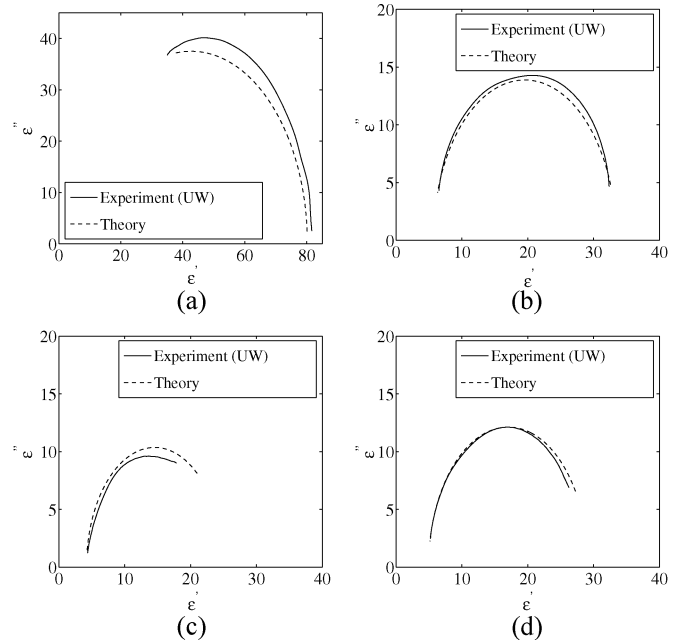 40
30
20
10
0
ε"
Experiment (UW)
Theory
0 20 40 60 80
ε'
(a)
20
15
10
5
0
ε"
Experiment (UW)
Theory
0 10 20 30 40
ε'
(b)
20
15
10
5
0
ε"
Experiment (UW)
Theory
0 10 20 30 40
ε'
(c)
20
15
10
5
0
ε"
Experiment (UW)
Theory
0 10 20 30 40
ε'
(d)